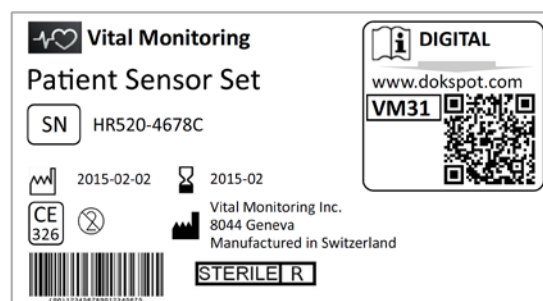 Vital Monitoring
Patient Sensor Set
SN HR520-4678C
2015-02-02 2015-02
CE
326
2
Vital Monitoring Inc.
8044 Geneva
Manufactured in Switzerland
STERILE R
i DIGITAL
www.dokspot.com
VM31